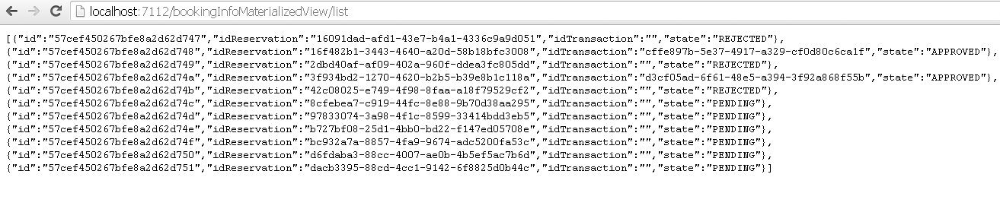 localhost:7112/bookingInfoMaterializedView/list
[{"id":"57cef450267bfe8a2d62d747","idReservation":"16091dad-afd1-43e7-b4a1-4336c9a9d051","idTransaction":"","state":"REJECTED"},
{"id":"57cef450267bfe8a2d62d748","idReservation":"16f482b1-3443-4640-a20d-58b18bfc3008","idTransaction":"cffe897b-5e37-4917-a329-cf0d80c6ca1f","state":"APPROVED"},
{"id":"57cef450267bfe8a2d62d749","idReservation":"2dbd40af-af09-402a-960f-ddea3fc805dd","idTransaction":"","state":"REJECTED"},
{"id":"57cef450267bfe8a2d62d74a","idReservation":"3f934bd2-1270-4620-b2b5-b39e8b1c118a","idTransaction":"d3cf05ad-6f61-48e5-a394-3f92a868f55b","state":"APPROVED"},
{"id":"57cef450267bfe8a2d62d74b","idReservation":"42c08025-e749-4f98-8faa-a18f79529cf2","idTransaction":"","state":"REJECTED"},
{"id":"57cef450267bfe8a2d62d74c","idReservation":"8cfebea7-c919-44fc-8e88-9b70d38aa295","idTransaction":"","state":"PENDING"},
{"id":"57cef450267bfe8a2d62d74d","idReservation":"97833074-3a98-4f1c-8599-33414bdd3eb5","idTransaction":"","state":"PENDING"},
{"id":"57cef450267bfe8a2d62d74e","idReservation":"b727bf08-25d1-4bb0-bd22-f147ed05708e","idTransaction":"","state":"PENDING"},
{"id":"57cef450267bfe8a2d62d74f","idReservation":"bc932a7a-8857-4fa9-9674-adc5200fa53c","idTransaction":"","state":"PENDING"},
{"id":"57cef450267bfe8a2d62d750","idReservation":"d6fdaba3-88cc-4007-ae0b-4b5ef5ac7b6d","idTransaction":"","state":"PENDING"},
{"id":"57cef450267bfe8a2d62d751","idReservation":"dacb3395-88cd-4cc1-9142-6f8825d0b44c","idTransaction":"","state":"PENDING"}]